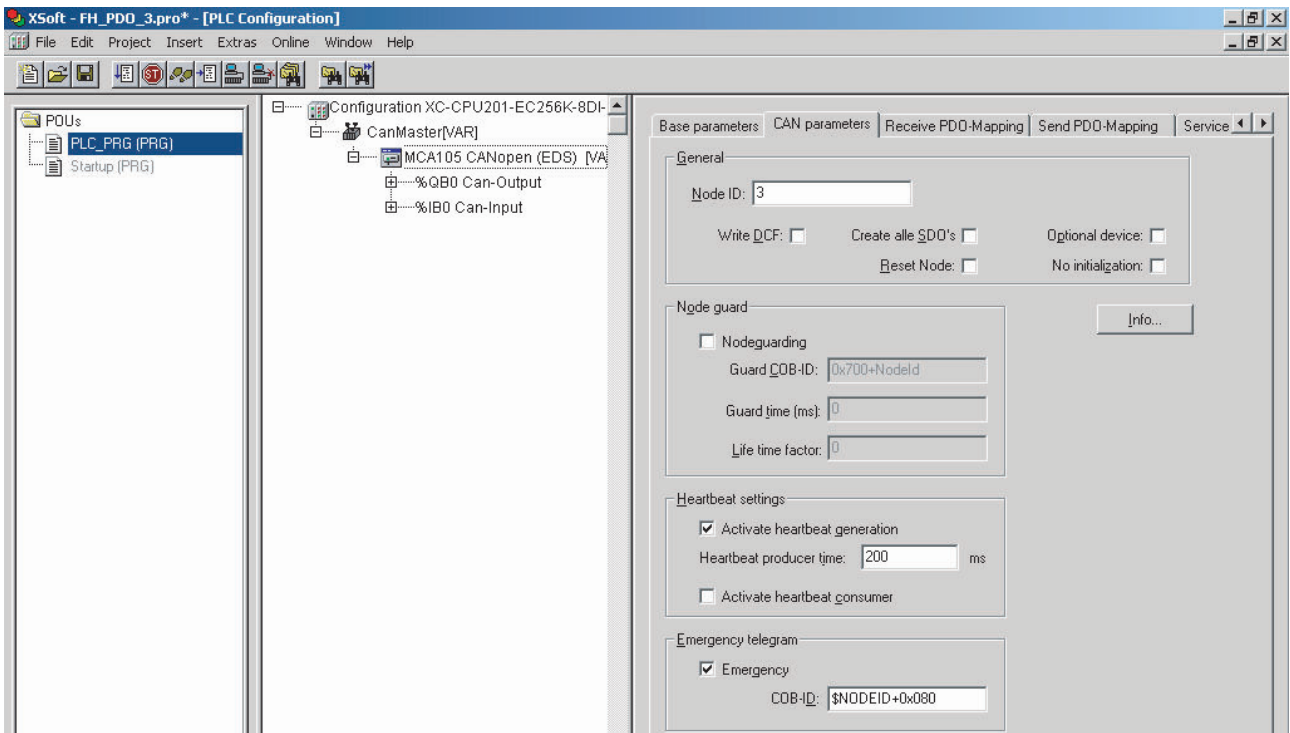 XSoft - FH_PDO_3.pro* - [PLC Configuration]
File Edit Project Insert Extras Online Window Help
POUs
PLC_PRG (PRG)
Startup (PRG)
Configuration XC-CPU201-EC256K-8DI-
CanMaster[VAR]
MCA105 CANopen (EDS) [VA
%QB0 Can-Output
%IB0 Can-Input
Base parameters CAN parameters Receive PDO-Mapping Send PDO-Mapping Service
General
Node ID: 3
Write DCF: Create alle SDO's Optional device:
Reset Node: No initialization:
Node guard
Info...
Nodeguarding
Guard COB-ID: 0x700+NodeId
Guard time (ms): 0
Life time factor: 0
Heartbeat settings
Activate heartbeat generation
Heartbeat producer time: 200 ms
Activate heartbeat consumer
Emergency telegram
Emergency
COB-ID: $NODEID+0x080